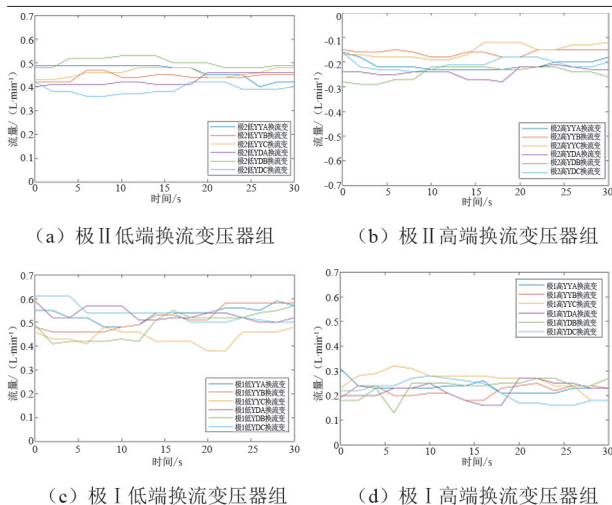 0.7
0.6
0.5
0.4
0.3
0.2
0.1
0
0 5 10 15 20 25 30
流量/（L·min⁻¹）
时间/s
极2低YYA换流变
极2低YYB换流变
极2低YYC换流变
极2低YDA换流变
极2低YDB换流变
极2低YDC换流变
（a）极Ⅱ低端换流变压器组
-0
-0.1
-0.2
-0.3
-0.4
-0.5
-0.6
-0.7
0 5 10 15 20 25 30
流量/（L·min⁻¹）
时间/s
极2高YYA换流变
极2高YYB换流变
极2高YYC换流变
极2高YDA换流变
极2高YDB换流变
极2高YDC换流变
（b）极Ⅱ高端换流变压器组
0.7
0.6
0.5
0.4
0.3
0.2
0.1
0
0 5 10 15 20 25 30
流量/（L·min⁻¹）
时间/s
极1低YYA换流变
极1低YYB换流变
极1低YYC换流变
极1低YDA换流变
极1低YDB换流变
极1低YDC换流变
（c）极Ⅰ低端换流变压器组
0.7
0.6
0.5
0.4
0.3
0.2
0.1
0
0 5 10 15 20 25 30
流量/（L·min⁻¹）
时间/s
极1高YYA换流变
极1高YYB换流变
极1高YYC换流变
极1高YDA换流变
极1高YDB换流变
极1高YDC换流变
（d）极Ⅰ高端换流变压器组